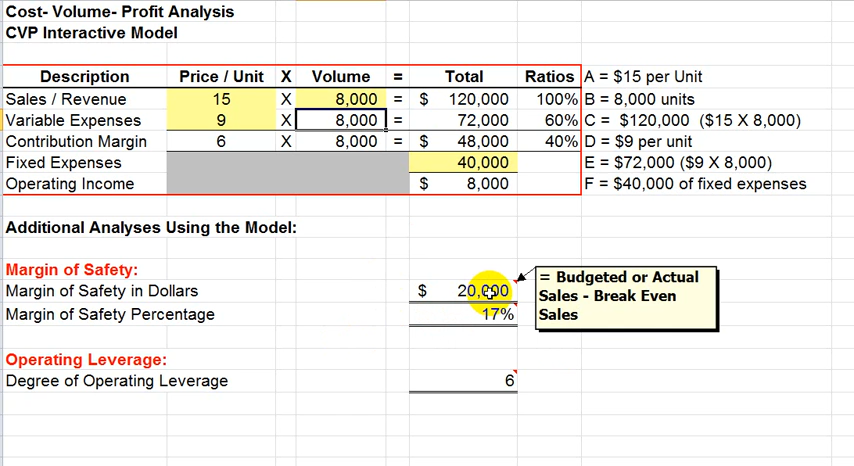 Cost- Volume- Profit Analysis
CVP Interactive Model
Description Price / Unit X Volume = Total Ratios A = $15 per Unit
Sales / Revenue 15 X 8,000 = $ 120,000 100% B = 8,000 units
Variable Expenses 9 X 8,000 = 72,000 60% C = $120,000 ($15 X 8,000)
Contribution Margin 6 X 8,000 = $ 48,000 40% D = $9 per unit
Fixed Expenses 40,000 E = $72,000 ($9 X 8,000)
Operating Income $ 8,000 F = $40,000 of fixed expenses
Additional Analyses Using the Model:
Margin of Safety:
Margin of Safety in Dollars $ 20,000
Margin of Safety Percentage 17%
= Budgeted or Actual
Sales - Break Even
Sales
Operating Leverage:
Degree of Operating Leverage 6